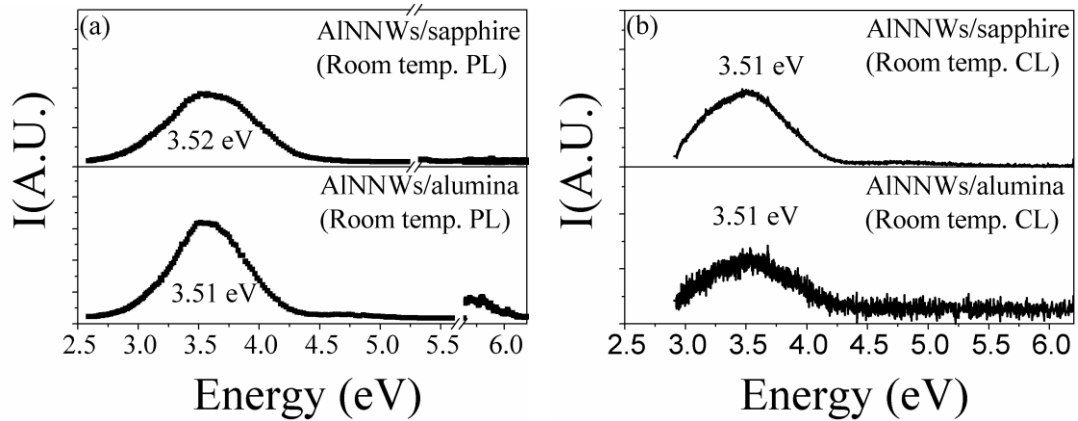 (a)
AlNNWs/sapphire
(Room temp. PL)
3.52 eV
AlNNWs/alumina
(Room temp. PL)
3.51 eV
I(A.U.)
2.5 3.0 3.5 4.0 4.5 5.0 5.5 6.0
Energy (eV)
(b)
AlNNWs/sapphire
(Room temp. CL)
3.51 eV
AlNNWs/alumina
(Room temp. CL)
3.51 eV
I(A.U.)
2.5 3.0 3.5 4.0 4.5 5.0 5.5 6.0
Energy (eV)